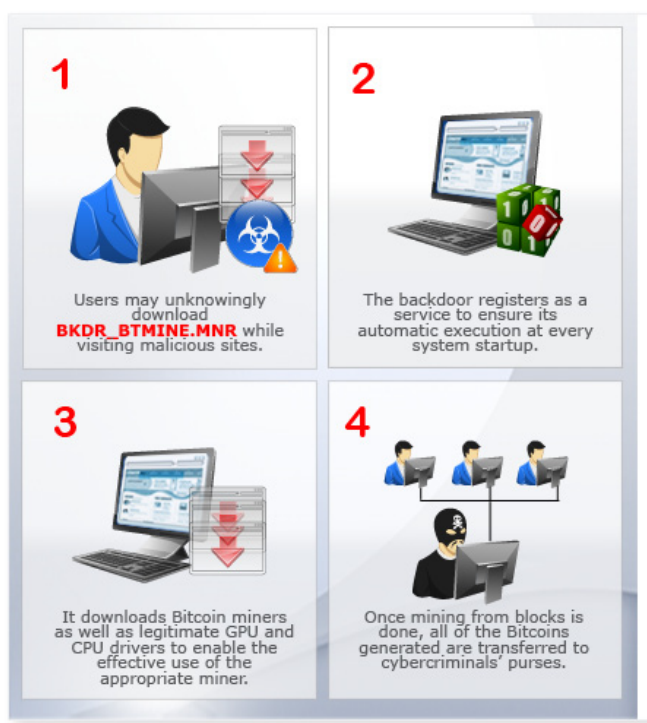 1
Users may unknowingly
download
BKDR_BTMINE.MNR while
visiting malicious sites.
2
The backdoor registers as a
service to ensure its
automatic execution at every
system startup.
3
It downloads Bitcoin miners
as well as legitimate GPU and
CPU drivers to enable the
effective use of the
appropriate miner.
4
Once mining from blocks is
done, all of the Bitcoins
generated are transferred to
cybercriminals’ purses.